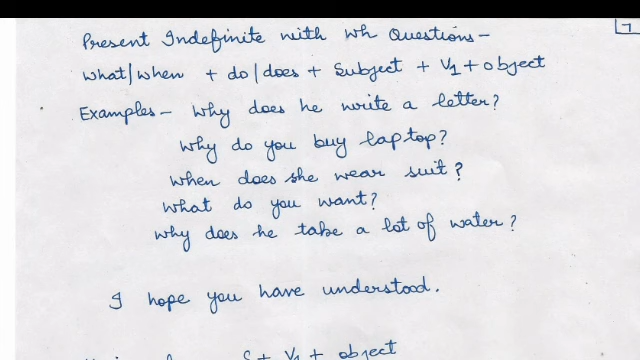 7
Present Indefinite with Wh Questions-
What/when + do/does + Subject + V1 + object
Examples- Why does he write a letter?
Why do you buy laptop?
When does she wear suit?
What do you want?
Why does he take a lot of water?
I hope you have understood.
S + V1 + object